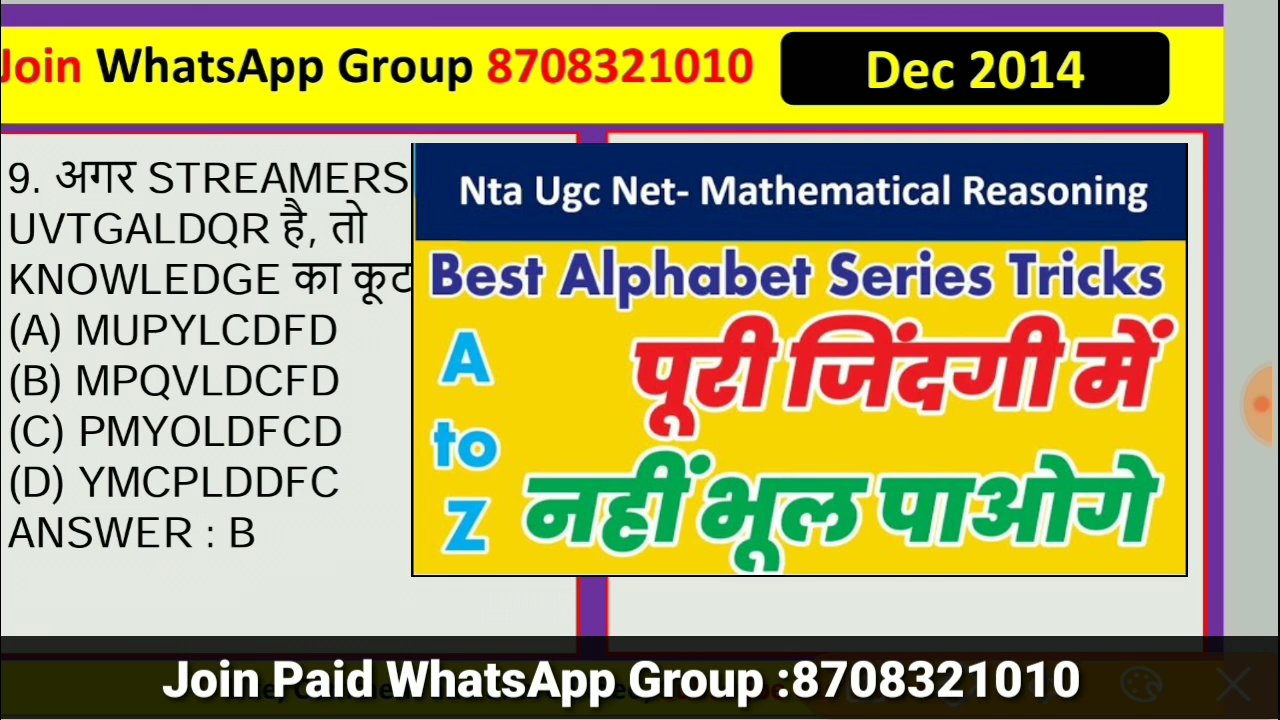 Join WhatsApp Group 8708321010
Dec 2014
9. अगर STREAMERS
UVTGALDQR है, तो
KNOWLEDGE का कूट
(A) MUPYLCDFD
(B) MPQVLDCFD
(C) PMYOLDFCD
(D) YMCPLDDFC
ANSWER : B
Nta Ugc Net- Mathematical Reasoning
Best Alphabet Series Tricks
A
to
Z
पूरी जिंदगी में
नहीं भूल पाओगे
Join Paid WhatsApp Group :8708321010